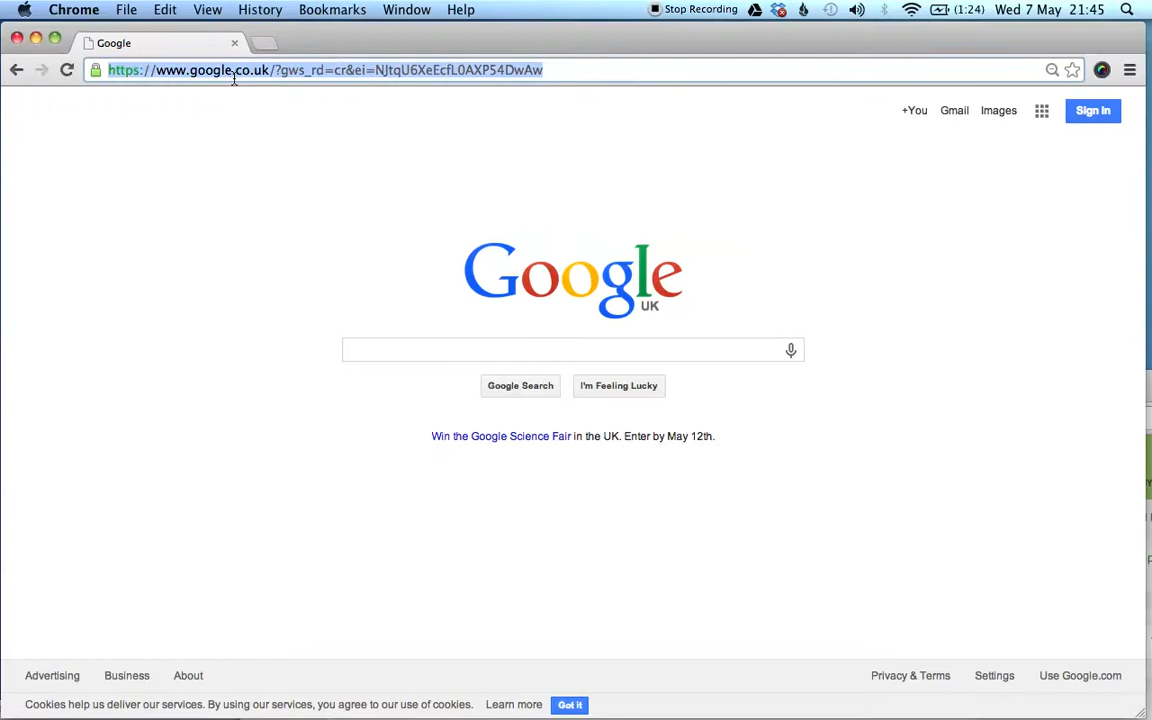 Chrome File Edit View History Bookmarks Window Help Stop Recording (1:24) Wed 7 May 21:45
Google
https://www.google.co.uk/?gws_rd=cr&ei=NJtqU6XeEcfL0AXP54DwAw
+You Gmail Images Sign in
Google
UK
Google Search I'm Feeling Lucky
Win the Google Science Fair in the UK. Enter by May 12th.
Advertising Business About Privacy & Terms Settings Use Google.com
Cookies help us deliver our services. By using our services, you agree to our use of cookies. Learn more Got it